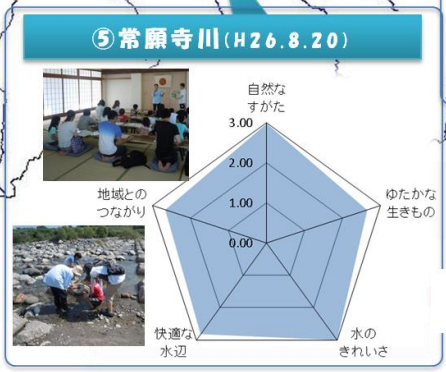 ⑤常願寺川(H26.8.20)
自然な
すがた
3.00
2.00
1.00
0.00
ゆたかな
生きもの
水の
きれいさ
快適な
水辺
地域との
つながり